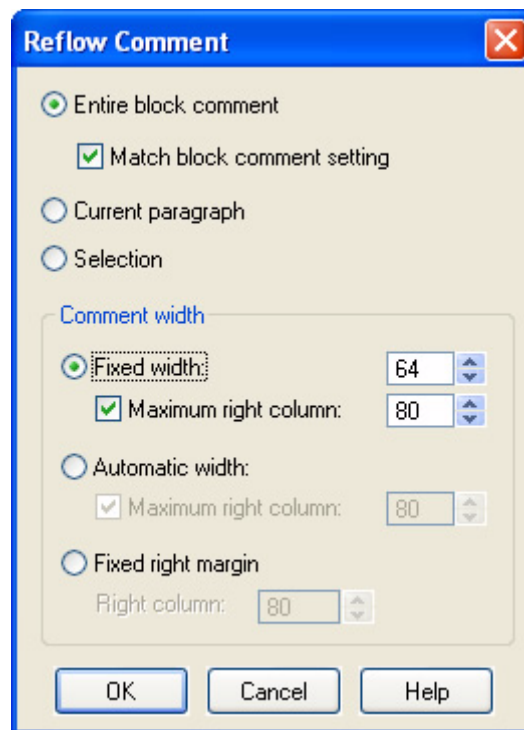 Reflow Comment
Entire block comment
Match block comment setting
Current paragraph
Selection
Comment width
Fixed width: 64
Maximum right column: 80
Automatic width:
Maximum right column: 80
Fixed right margin
Right column: 80
OK Cancel Help